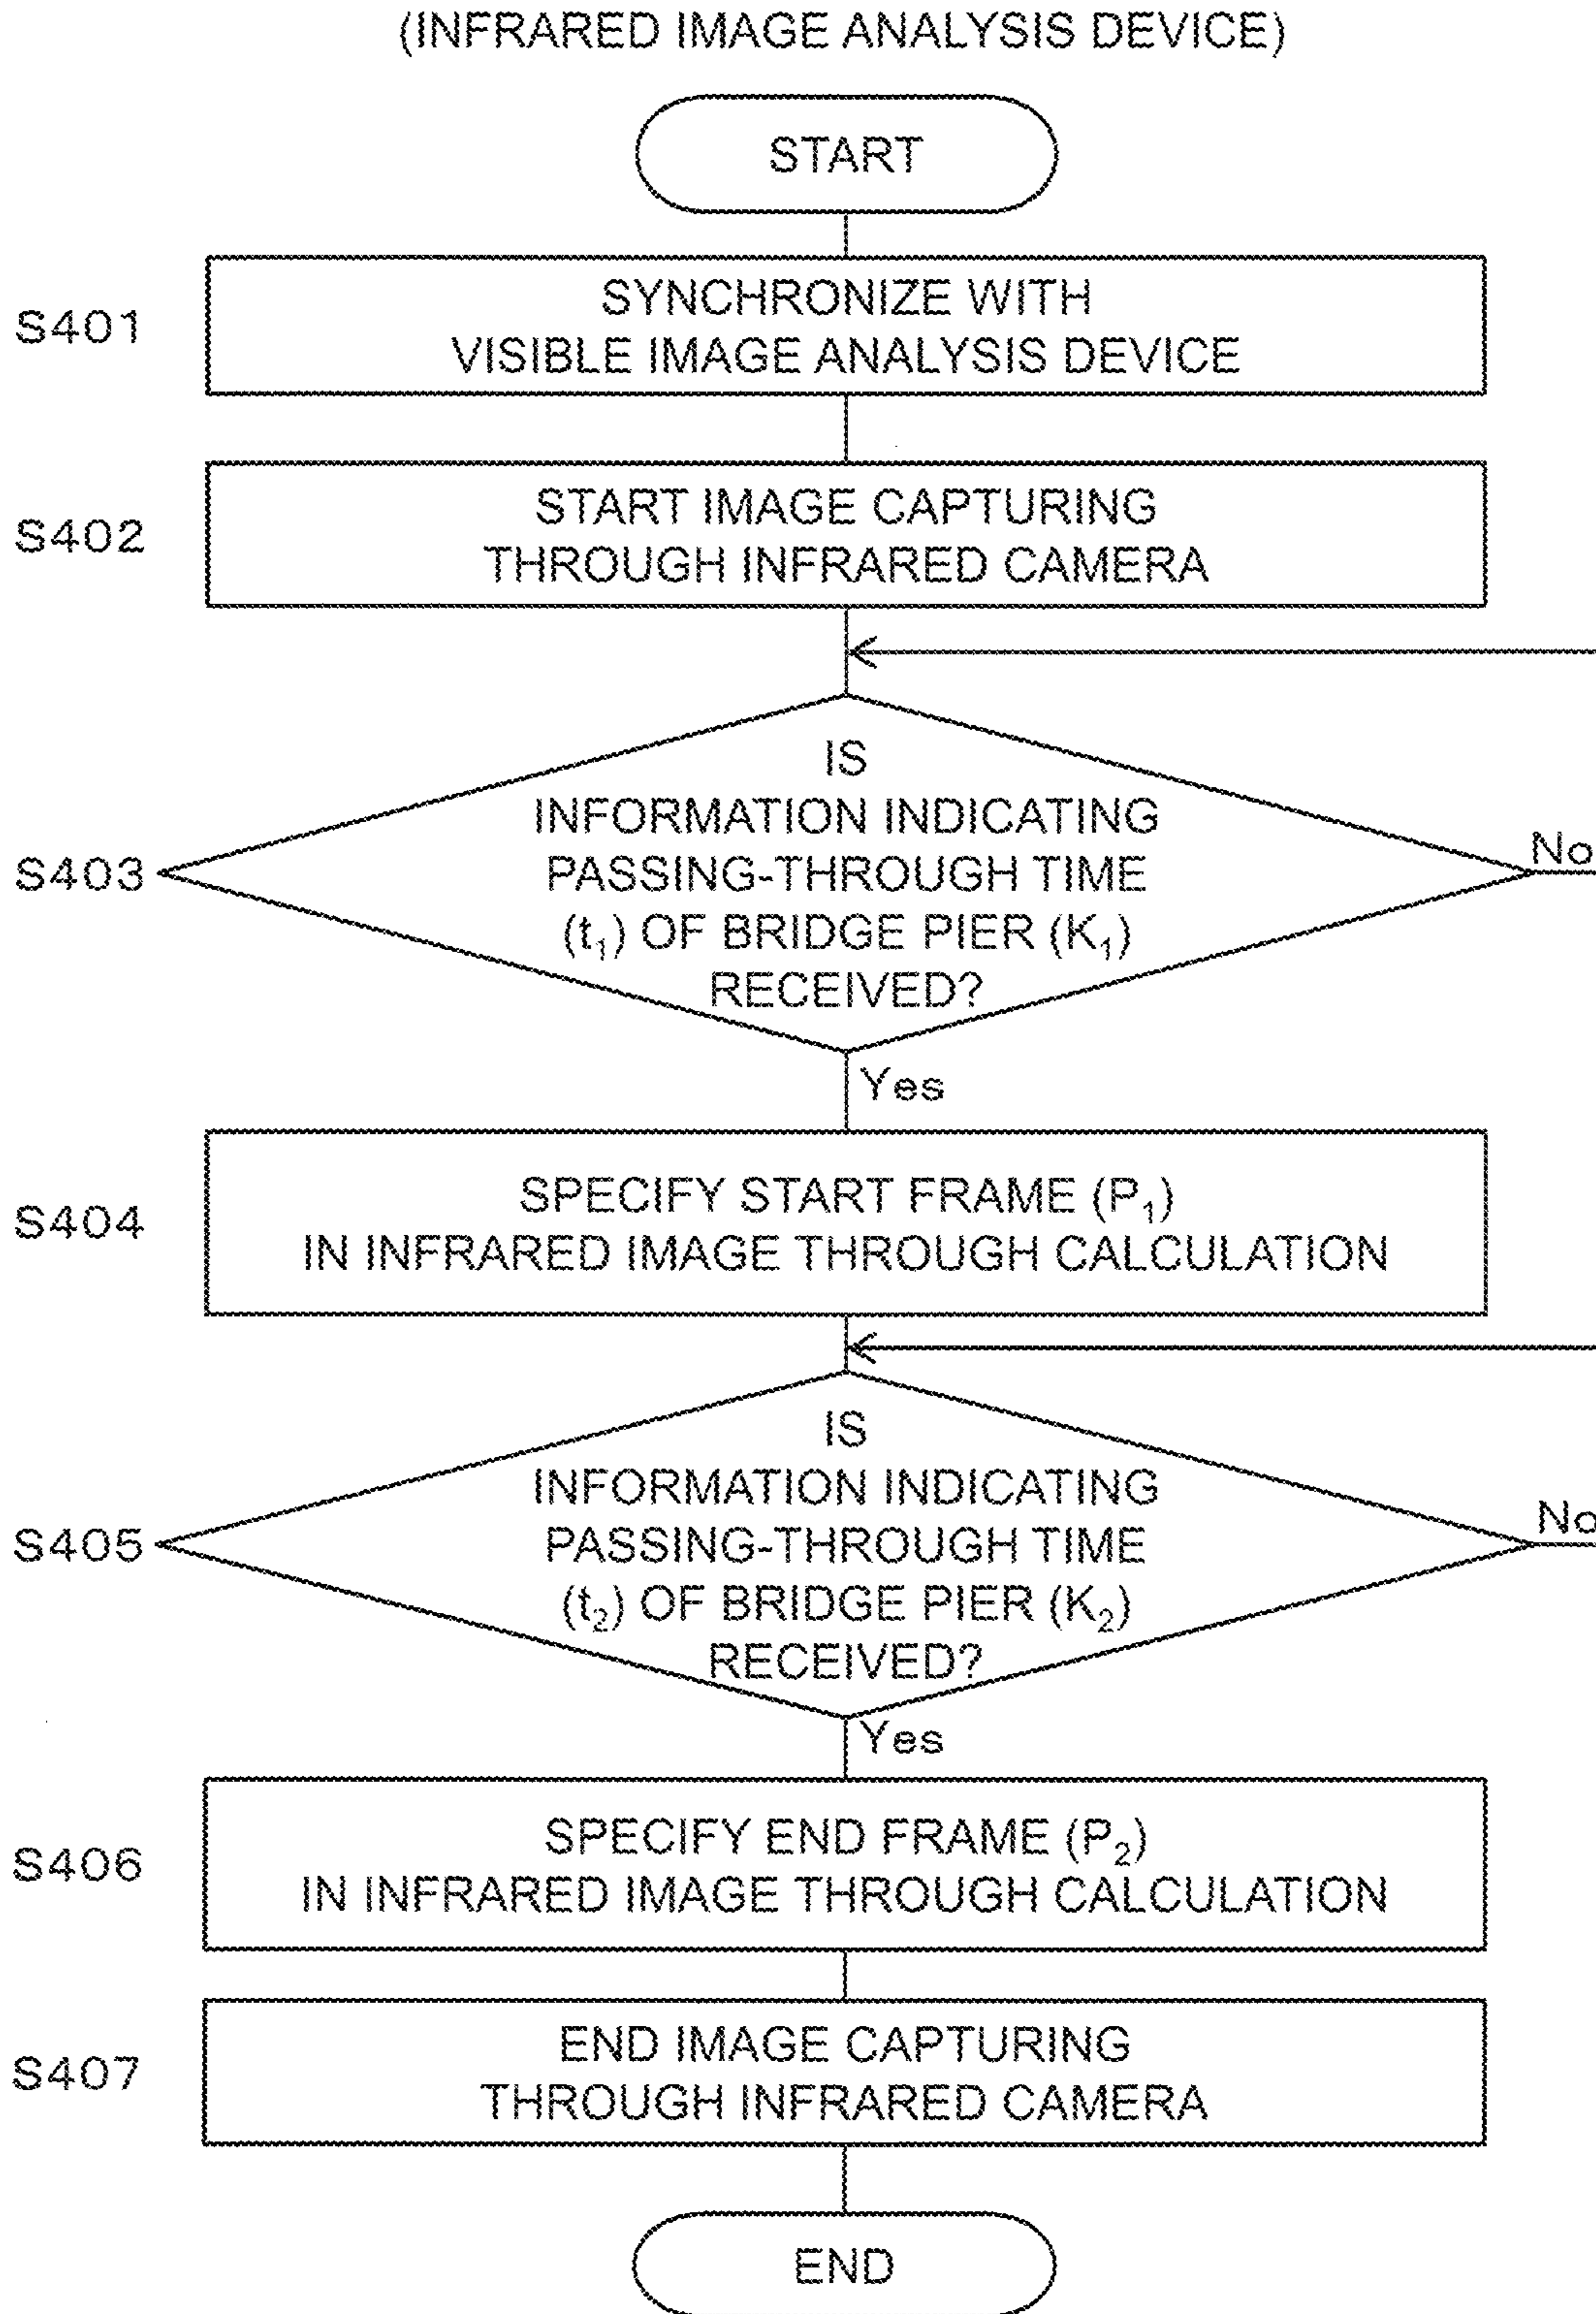 (INFRARED IMAGE ANALYSIS DEVICE)
START
S401
SYNCHRONIZE WITH
VISIBLE IMAGE ANALYSIS DEVICE
S402
START IMAGE CAPTURING
THROUGH INFRARED CAMERA
S403
IS
INFORMATION INDICATING
PASSING-THROUGH TIME
(t₁) OF BRIDGE PIER (K₁)
RECEIVED?
No
Yes
S404
SPECIFY START FRAME (P₁)
IN INFRARED IMAGE THROUGH CALCULATION
S405
IS
INFORMATION INDICATING
PASSING-THROUGH TIME
(t₂) OF BRIDGE PIER (K₂)
RECEIVED?
No
Yes
S406
SPECIFY END FRAME (P₂)
IN INFRARED IMAGE THROUGH CALCULATION
S407
END IMAGE CAPTURING
THROUGH INFRARED CAMERA
END